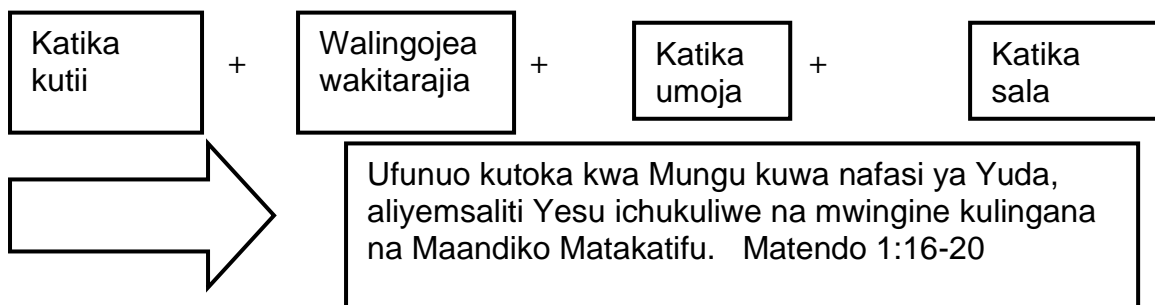 Katika
kutii
+
Walingojea
wakitarajia
+
Katika
umoja
+
Katika
sala
Ufunuo kutoka kwa Mungu kuwa nafasi ya Yuda,
aliyemsaliti Yesu ichukuliwe na mwingine kulingana
na Maandiko Matakatifu. Matendo 1:16-20